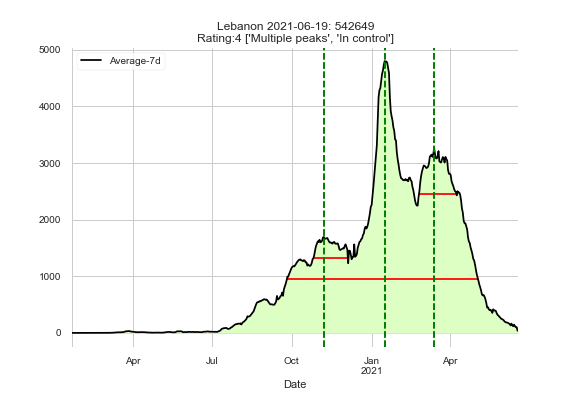 Lebanon 2021-06-19: 542649
Rating:4 ['Multiple peaks', 'In control']
Average-7d
5000
4000
3000
2000
1000
0
Apr
Jul
Oct
Jan
2021
Apr
Date